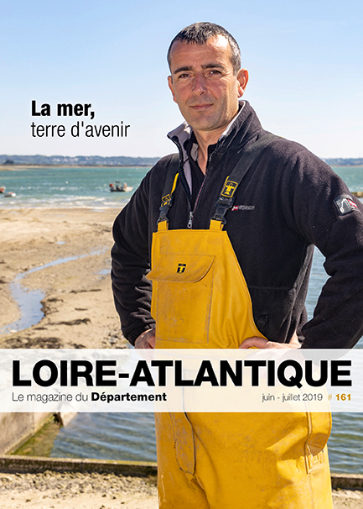 La mer,
terre d'avenir
LOIRE-ATLANTIQUE
Le magazine du Département juin - juillet 2019 # 161